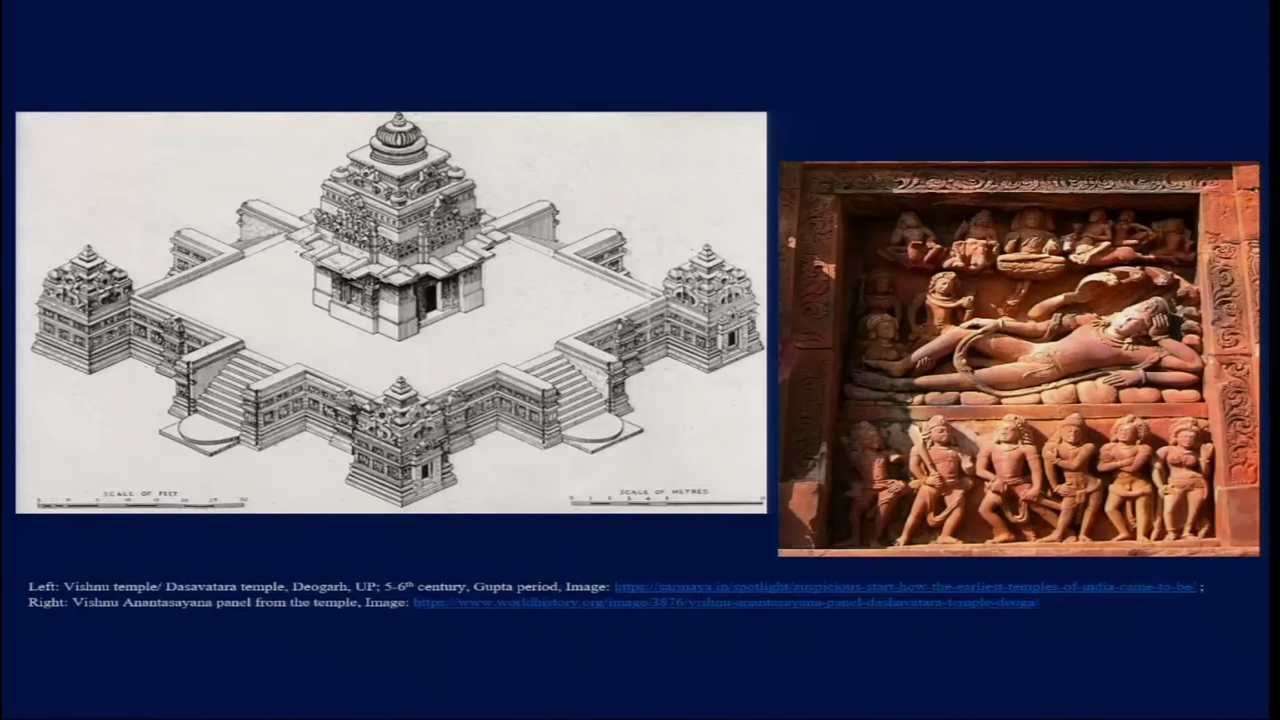 SCALE OF FEET
SCALE OF METRES
Left: Vishnu temple/ Dasavatara temple, Deogarh, UP; 5-6th century, Gupta period, Image: https://sarmaya.in/spotlight/auspicious-start-how-the-earliest-temples-of-india-came-to-be/ ;
Right: Vishnu Anantasayana panel from the temple, Image: https://www.worldhistory.org/image/3876/vishnu-anantasayana-panel-dashavatara-temple-deoga/